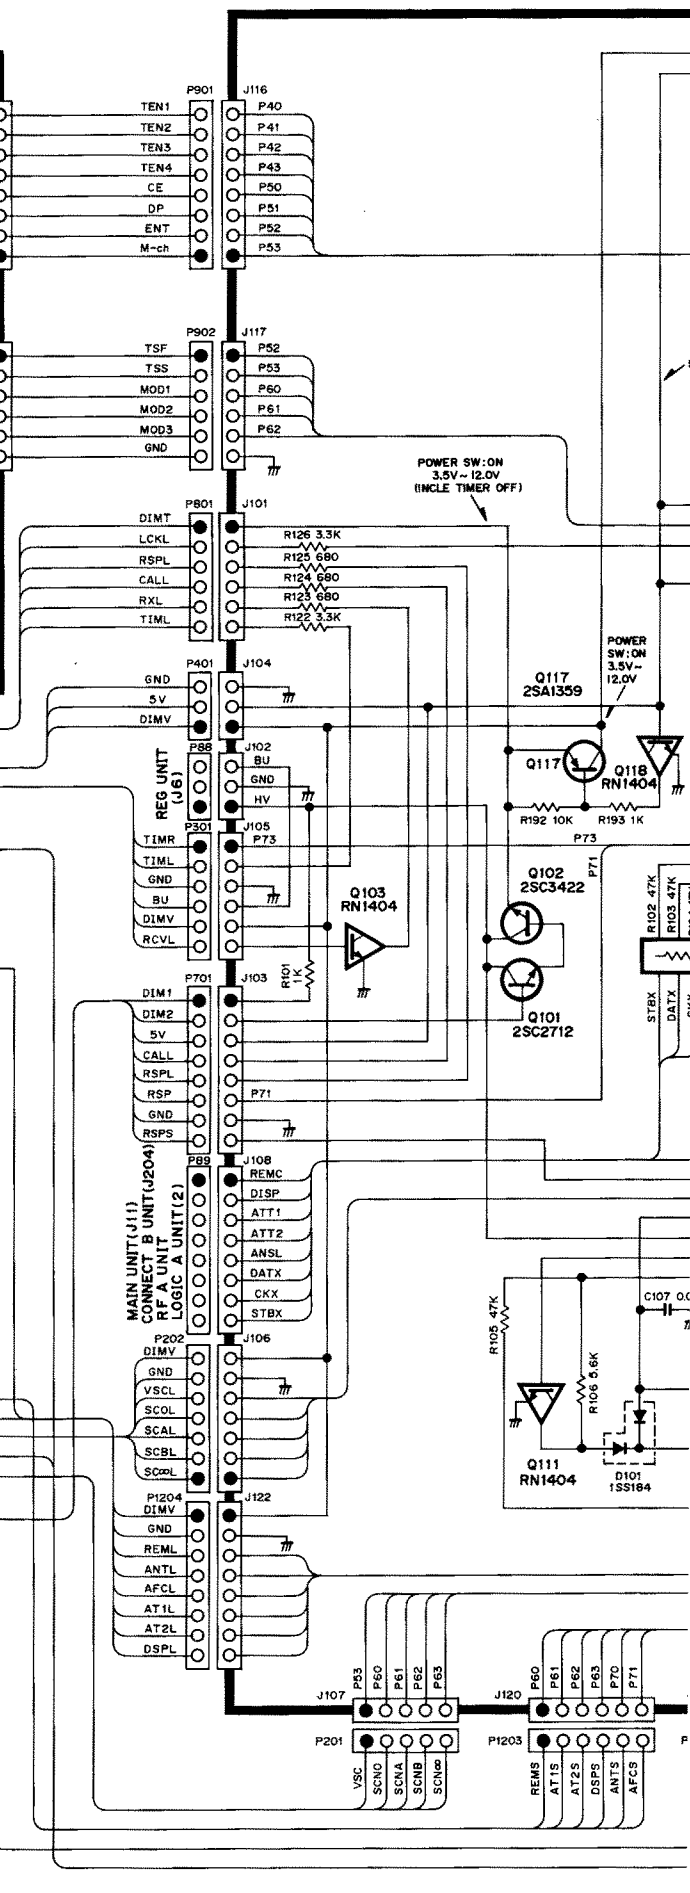 P901 J116
TEN1 P40
TEN2 P41
TEN3 P42
TEN4 P43
CE P50
DP P51
ENT P52
M-ch P53
P902 J117
TSF P52
TSS P53
MOD1 P60
MOD2 P61
MOD3 P62
GND
POWER SW:ON
3.5V~12.0V
(INCLE TIMER OFF)
P801 J101
DIMT
LCKL R126 3.3K
RSPL R125 680
CALL R124 680
RXL R123 680
TIML R122 3.3K
POWER
SW:ON
3.5V~
12.0V
P401 J104
GND
5V
DIMV
Q117
2SA1359
P88 J102
REG UNIT
(J6)
BU
GND
HV
Q117
Q118
RN1404
R192 10K R193 1K
P301 J105
TIMR P73
P73
P71
TIML
GND
BU
DIMV
RCVL
Q103
RN1404
Q102
2SC3422
R102 47K
R103 47K
R101
1K
Q101
2SC2712
STBX
DATX
P701 J103
DIM1
DIM2
5V
CALL
RSPL
RSP P71
GND
RSPS
P89 J108
MAIN UNIT(J11)
CONNECT B UNIT(J204)
RF A UNIT
LOGIC A UNIT(2)
REMC
DISP
ATT1
ATT2
ANSL
DATX
CKX
STBX
C107
R105 47K
R106 5.6K
Q111
RN1404
D101
1SS184
P202 J106
DIMV
GND
VSCL
SCOL
SCAL
SCBL
SC∞L
P1204 J122
DIMV
GND
REML
ANTL
AFCL
AT1L
AT2L
DSPL
P53 P60 P61 P62 P63
J107
P201
VSC SCNO SCNA SCNB SCN∞
P60 P61 P62 P63 P70 P71
J120
P1203
REMS AT1S AT2S DSPS ANTS AFCS